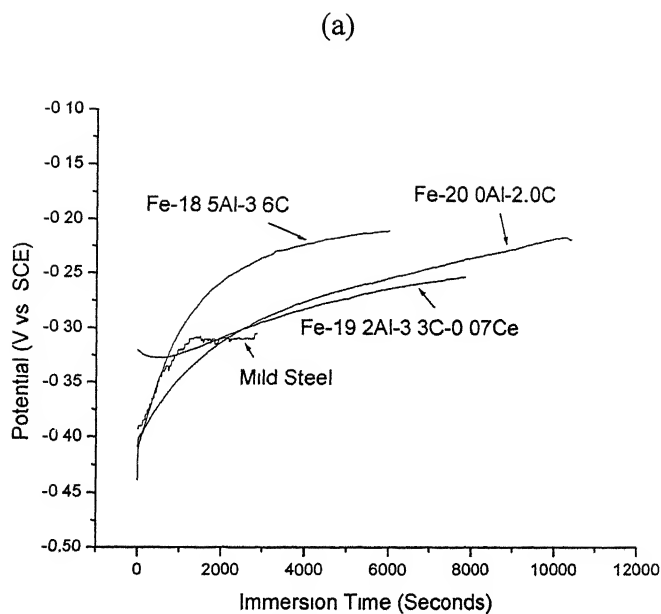 (a)
-0 10
-0 15
-0 20
-0 25
-0 30
-0 35
-0 40
-0 45
-0.50
Potential (V vs SCE)
Fe-18 5Al-3 6C
Fe-20 0Al-2.0C
Fe-19 2Al-3 3C-0 07Ce
Mild Steel
0 2000 4000 6000 8000 10000 12000
Immersion Time (Seconds)